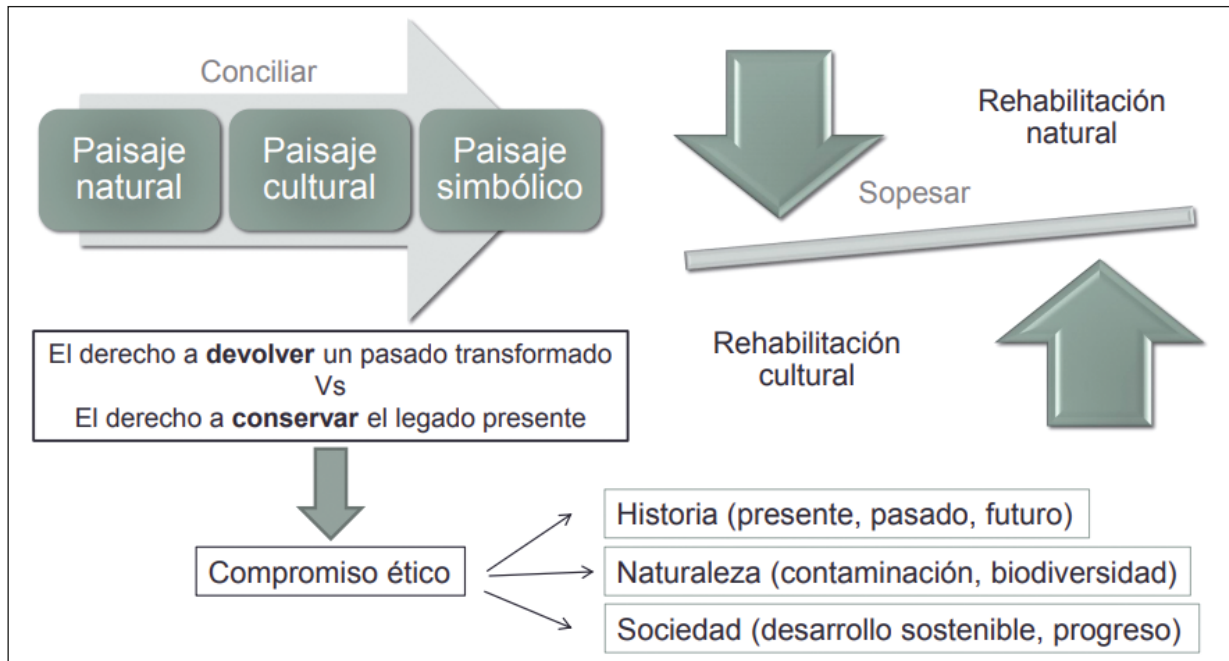 Conciliar
Paisaje
natural
Paisaje
cultural
Paisaje
simbólico
Rehabilitación
natural
Sopesar
Rehabilitación
cultural
El derecho a devolver un pasado transformado
Vs
El derecho a conservar el legado presente
Compromiso ético
Historia (presente, pasado, futuro)
Naturaleza (contaminación, biodiversidad)
Sociedad (desarrollo sostenible, progreso)